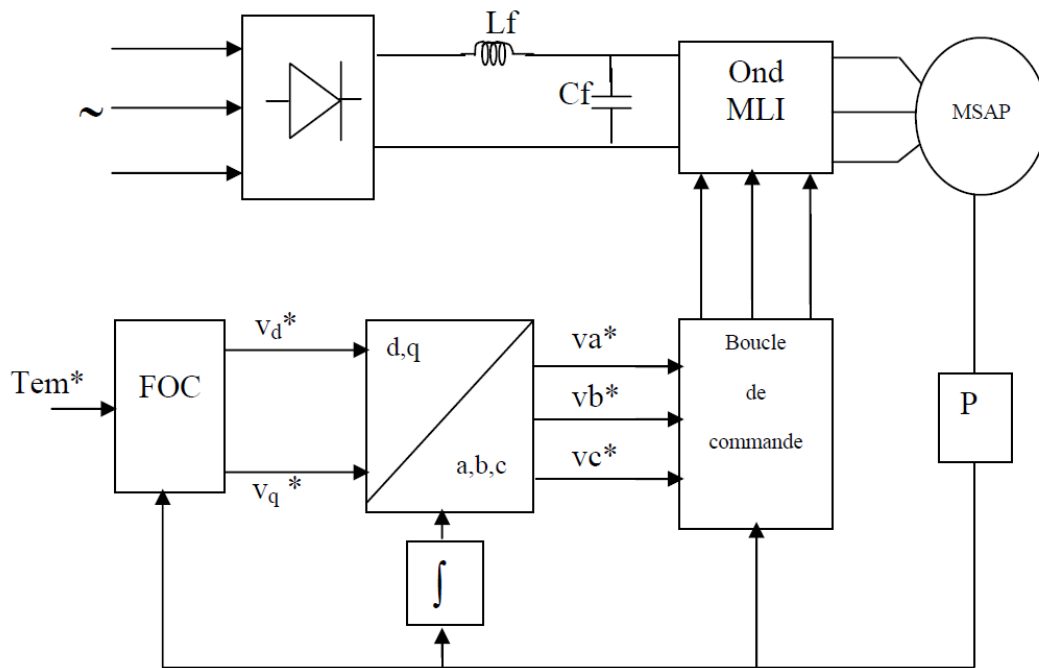 Lf
Ond
MLI
Cf
MSAP
~
vd*
d,q
va*
Boucle
Tem*
FOC
vb*
de
P
a,b,c
vc*
commande
vq*
∫